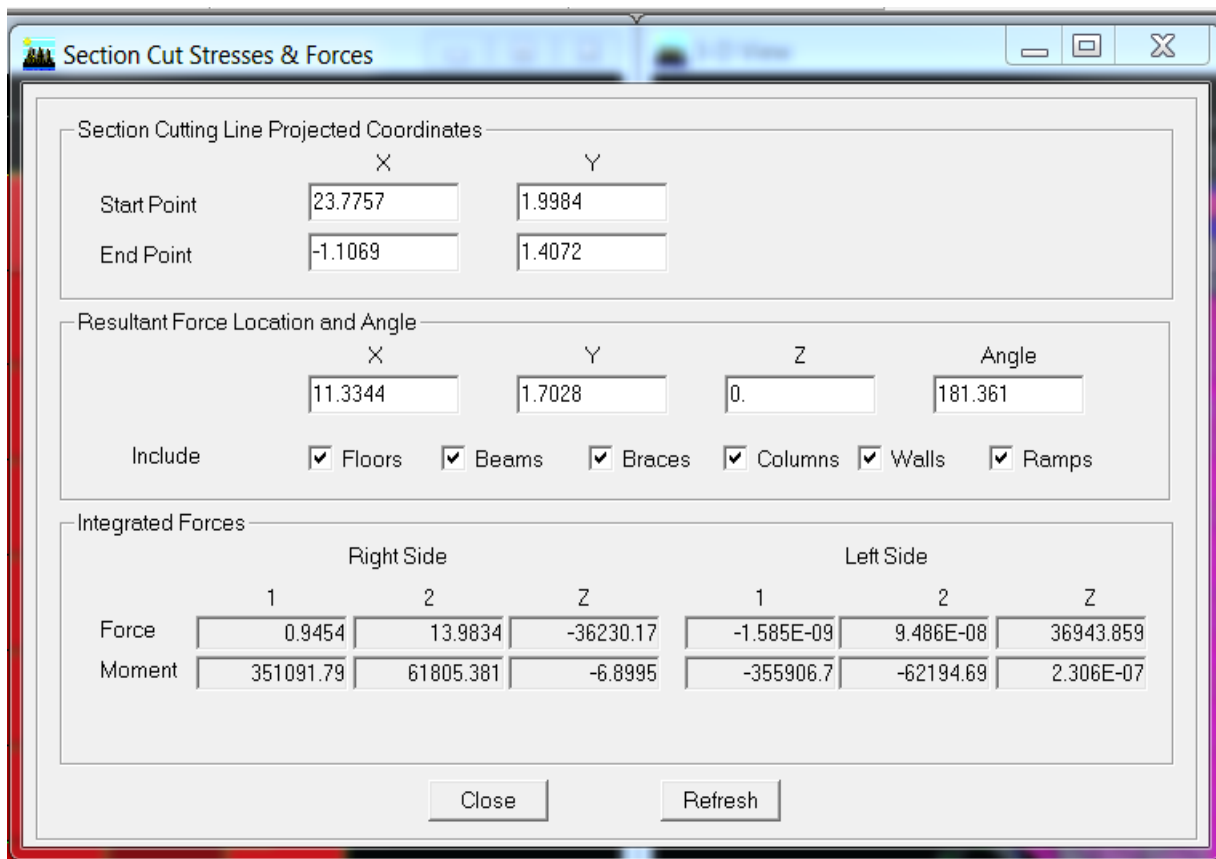 Section Cut Stresses & Forces
3-D View
Section Cutting Line Projected Coordinates
X Y
Start Point 23.7757 1.9984
End Point -1.1069 1.4072
Resultant Force Location and Angle
X Y Z Angle
11.3344 1.7028 0. 181.361
Include Floors Beams Braces Columns Walls Ramps
Integrated Forces
Right Side Left Side
1 2 Z 1 2 Z
Force 0.9454 13.9834 -36230.17 -1.585E-09 9.486E-08 36943.859
Moment 351091.79 61805.381 -6.8995 -355906.7 -62194.69 2.306E-07
Close Refresh